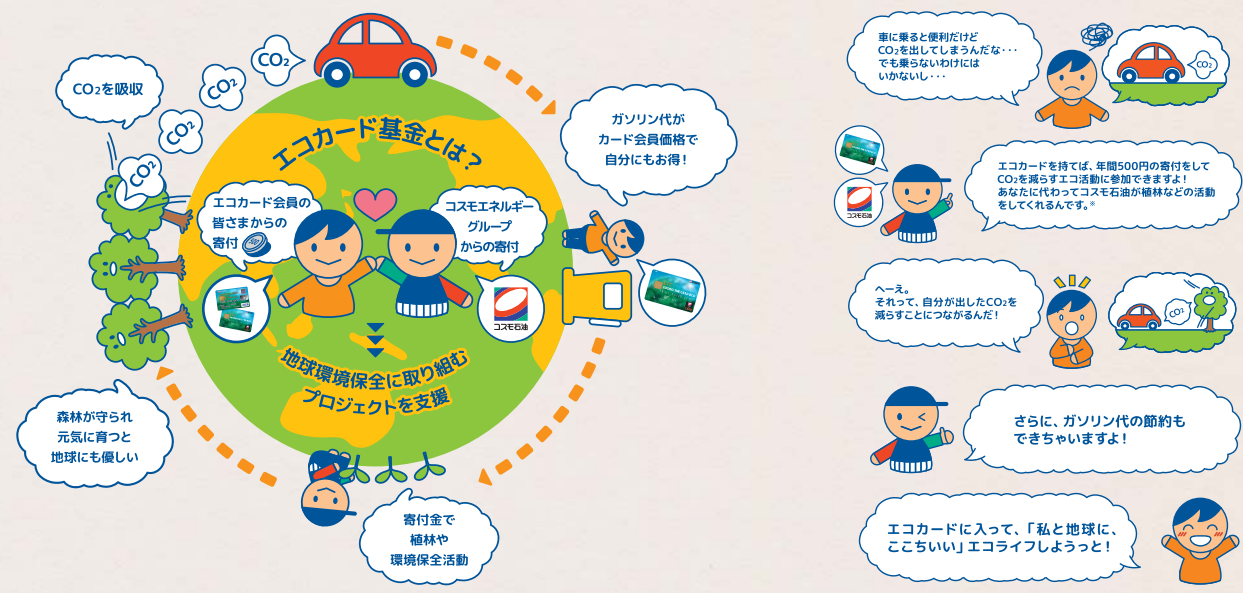 CO₂
CO₂
CO₂
CO₂
CO₂を吸収
エコカード基金とは?
ガソリン代が
カード会員価格で
自分にもお得!
エコカード会員の
皆さまからの
寄付
コスモエネルギー
グループ
からの寄付
コスモ石油
地球環境保全に取り組む
プロジェクトを支援
森林が守られ
元気に育つと
地球にも優しい
寄付金で
植林や
環境保全活動
車に乗ると便利だけど
CO₂を出してしまうんだな・・・
でも乗らないわけには
いかないし・・・
CO₂
コスモ石油
エコカードを持てば、年間500円の寄付をして
CO₂を減らすエコ活動に参加できますよ!
あなたに代わってコスモ石油が植林などの活動
をしてくれるんです。※
へーえ。
それって、自分が出したCO₂を
減らすことにつながるんだ!
CO₂
さらに、ガソリン代の節約も
できちゃいますよ!
エコカードに入って、「私と地球に、
ここちいい」エコライフしようっと!